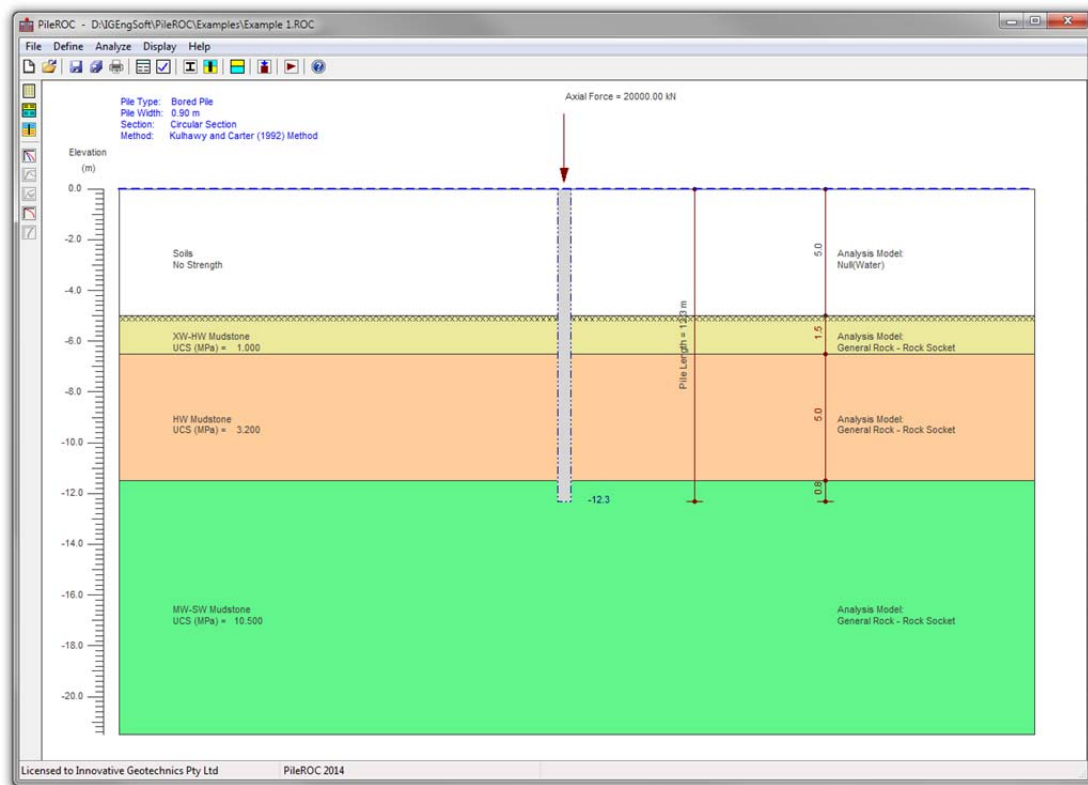 PileROC - D:\IGEngSoft\PileROC\Examples\Example 1.ROC
File Define Analyze Display Help
Pile Type: Bored Pile
Pile Width: 0.90 m
Section: Circular Section
Method: Kulhawy and Carter (1992) Method
Axial Force = 20000.00 kN
Elevation
(m)
0.0
-2.0
-4.0
-6.0
-8.0
-10.0
-12.0
-14.0
-16.0
-18.0
-20.0
Soils
No Strength
5.0
Analysis Model:
Null(Water)
Pile Length = 12.3 m
XW-HW Mudstone
UCS (MPa) = 1.000
1.5
Analysis Model:
General Rock - Rock Socket
HW Mudstone
UCS (MPa) = 3.200
5.0
Analysis Model:
General Rock - Rock Socket
0.8
-12.3
MW-SW Mudstone
UCS (MPa) = 10.500
Analysis Model:
General Rock - Rock Socket
Licensed to Innovative Geotechnics Pty Ltd
PileROC 2014